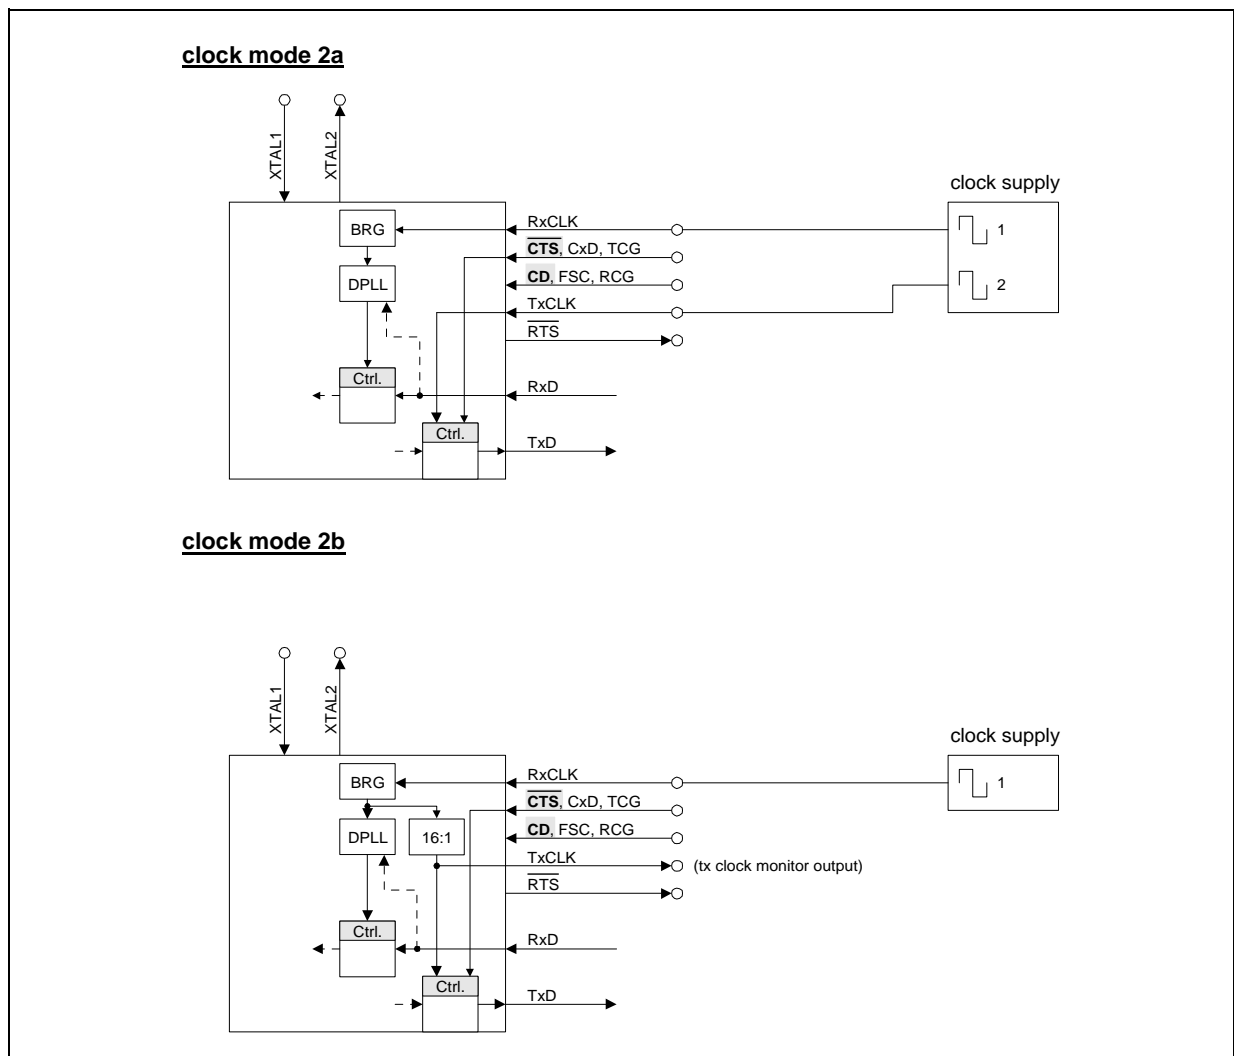 clock mode 2a
XTAL1
XTAL2
clock supply
BRG
RxCLK
1
CTS, CxD, TCG
DPLL
CD, FSC, RCG
2
TxCLK
RTS
Ctrl.
RxD
Ctrl.
TxD
clock mode 2b
XTAL1
XTAL2
clock supply
BRG
RxCLK
1
CTS, CxD, TCG
DPLL
16:1
CD, FSC, RCG
TxCLK
(tx clock monitor output)
RTS
Ctrl.
RxD
Ctrl.
TxD